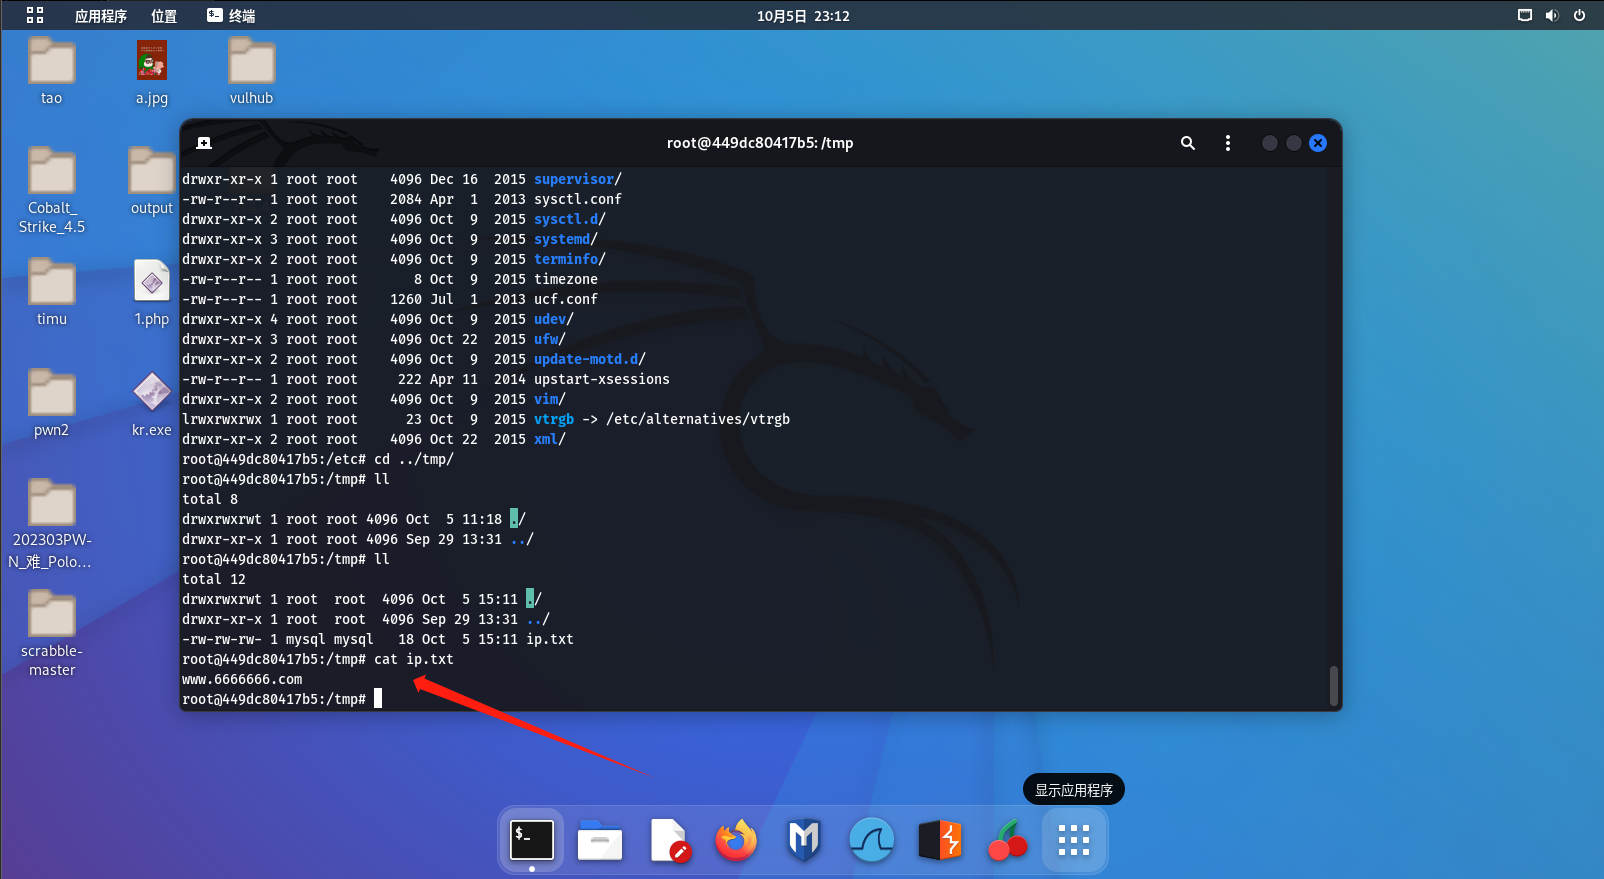 应用程序 位置 终端 10月5日 23:12
tao a.jpg vulhub
Cobalt_
Strike_4.5
output
timu 1.php
pwn2 kr.exe
202303PW-
N_难_Polo...
scrabble-
master
root@449dc80417b5: /tmp
drwxr-xr-x 1 root root    4096 Dec 16  2015 supervisor/
-rw-r--r-- 1 root root    2084 Apr  1  2013 sysctl.conf
drwxr-xr-x 2 root root    4096 Oct  9  2015 sysctl.d/
drwxr-xr-x 3 root root    4096 Oct  9  2015 systemd/
drwxr-xr-x 2 root root    4096 Oct  9  2015 terminfo/
-rw-r--r-- 1 root root       8 Oct  9  2015 timezone
-rw-r--r-- 1 root root    1260 Jul  1  2013 ucf.conf
drwxr-xr-x 4 root root    4096 Oct  9  2015 udev/
drwxr-xr-x 3 root root    4096 Oct 22  2015 ufw/
drwxr-xr-x 2 root root    4096 Oct  9  2015 update-motd.d/
-rw-r--r-- 1 root root     222 Apr 11  2014 upstart-xsessions
drwxr-xr-x 2 root root    4096 Oct  9  2015 vim/
lrwxrwxrwx 1 root root      23 Oct  9  2015 vtrgb -> /etc/alternatives/vtrgb
drwxr-xr-x 2 root root    4096 Oct 22  2015 xml/
root@449dc80417b5:/etc# cd ../tmp/
root@449dc80417b5:/tmp# ll
total 8
drwxrwxrwt 1 root root 4096 Oct  5 11:18 ./
drwxr-xr-x 1 root root 4096 Sep 29 13:31 ../
root@449dc80417b5:/tmp# ll
total 12
drwxrwxrwt 1 root  root  4096 Oct  5 15:11 ./
drwxr-xr-x 1 root  root  4096 Sep 29 13:31 ../
-rw-rw-rw- 1 mysql mysql   18 Oct  5 15:11 ip.txt
root@449dc80417b5:/tmp# cat ip.txt
www.6666666.com
root@449dc80417b5:/tmp#
显示应用程序
$_